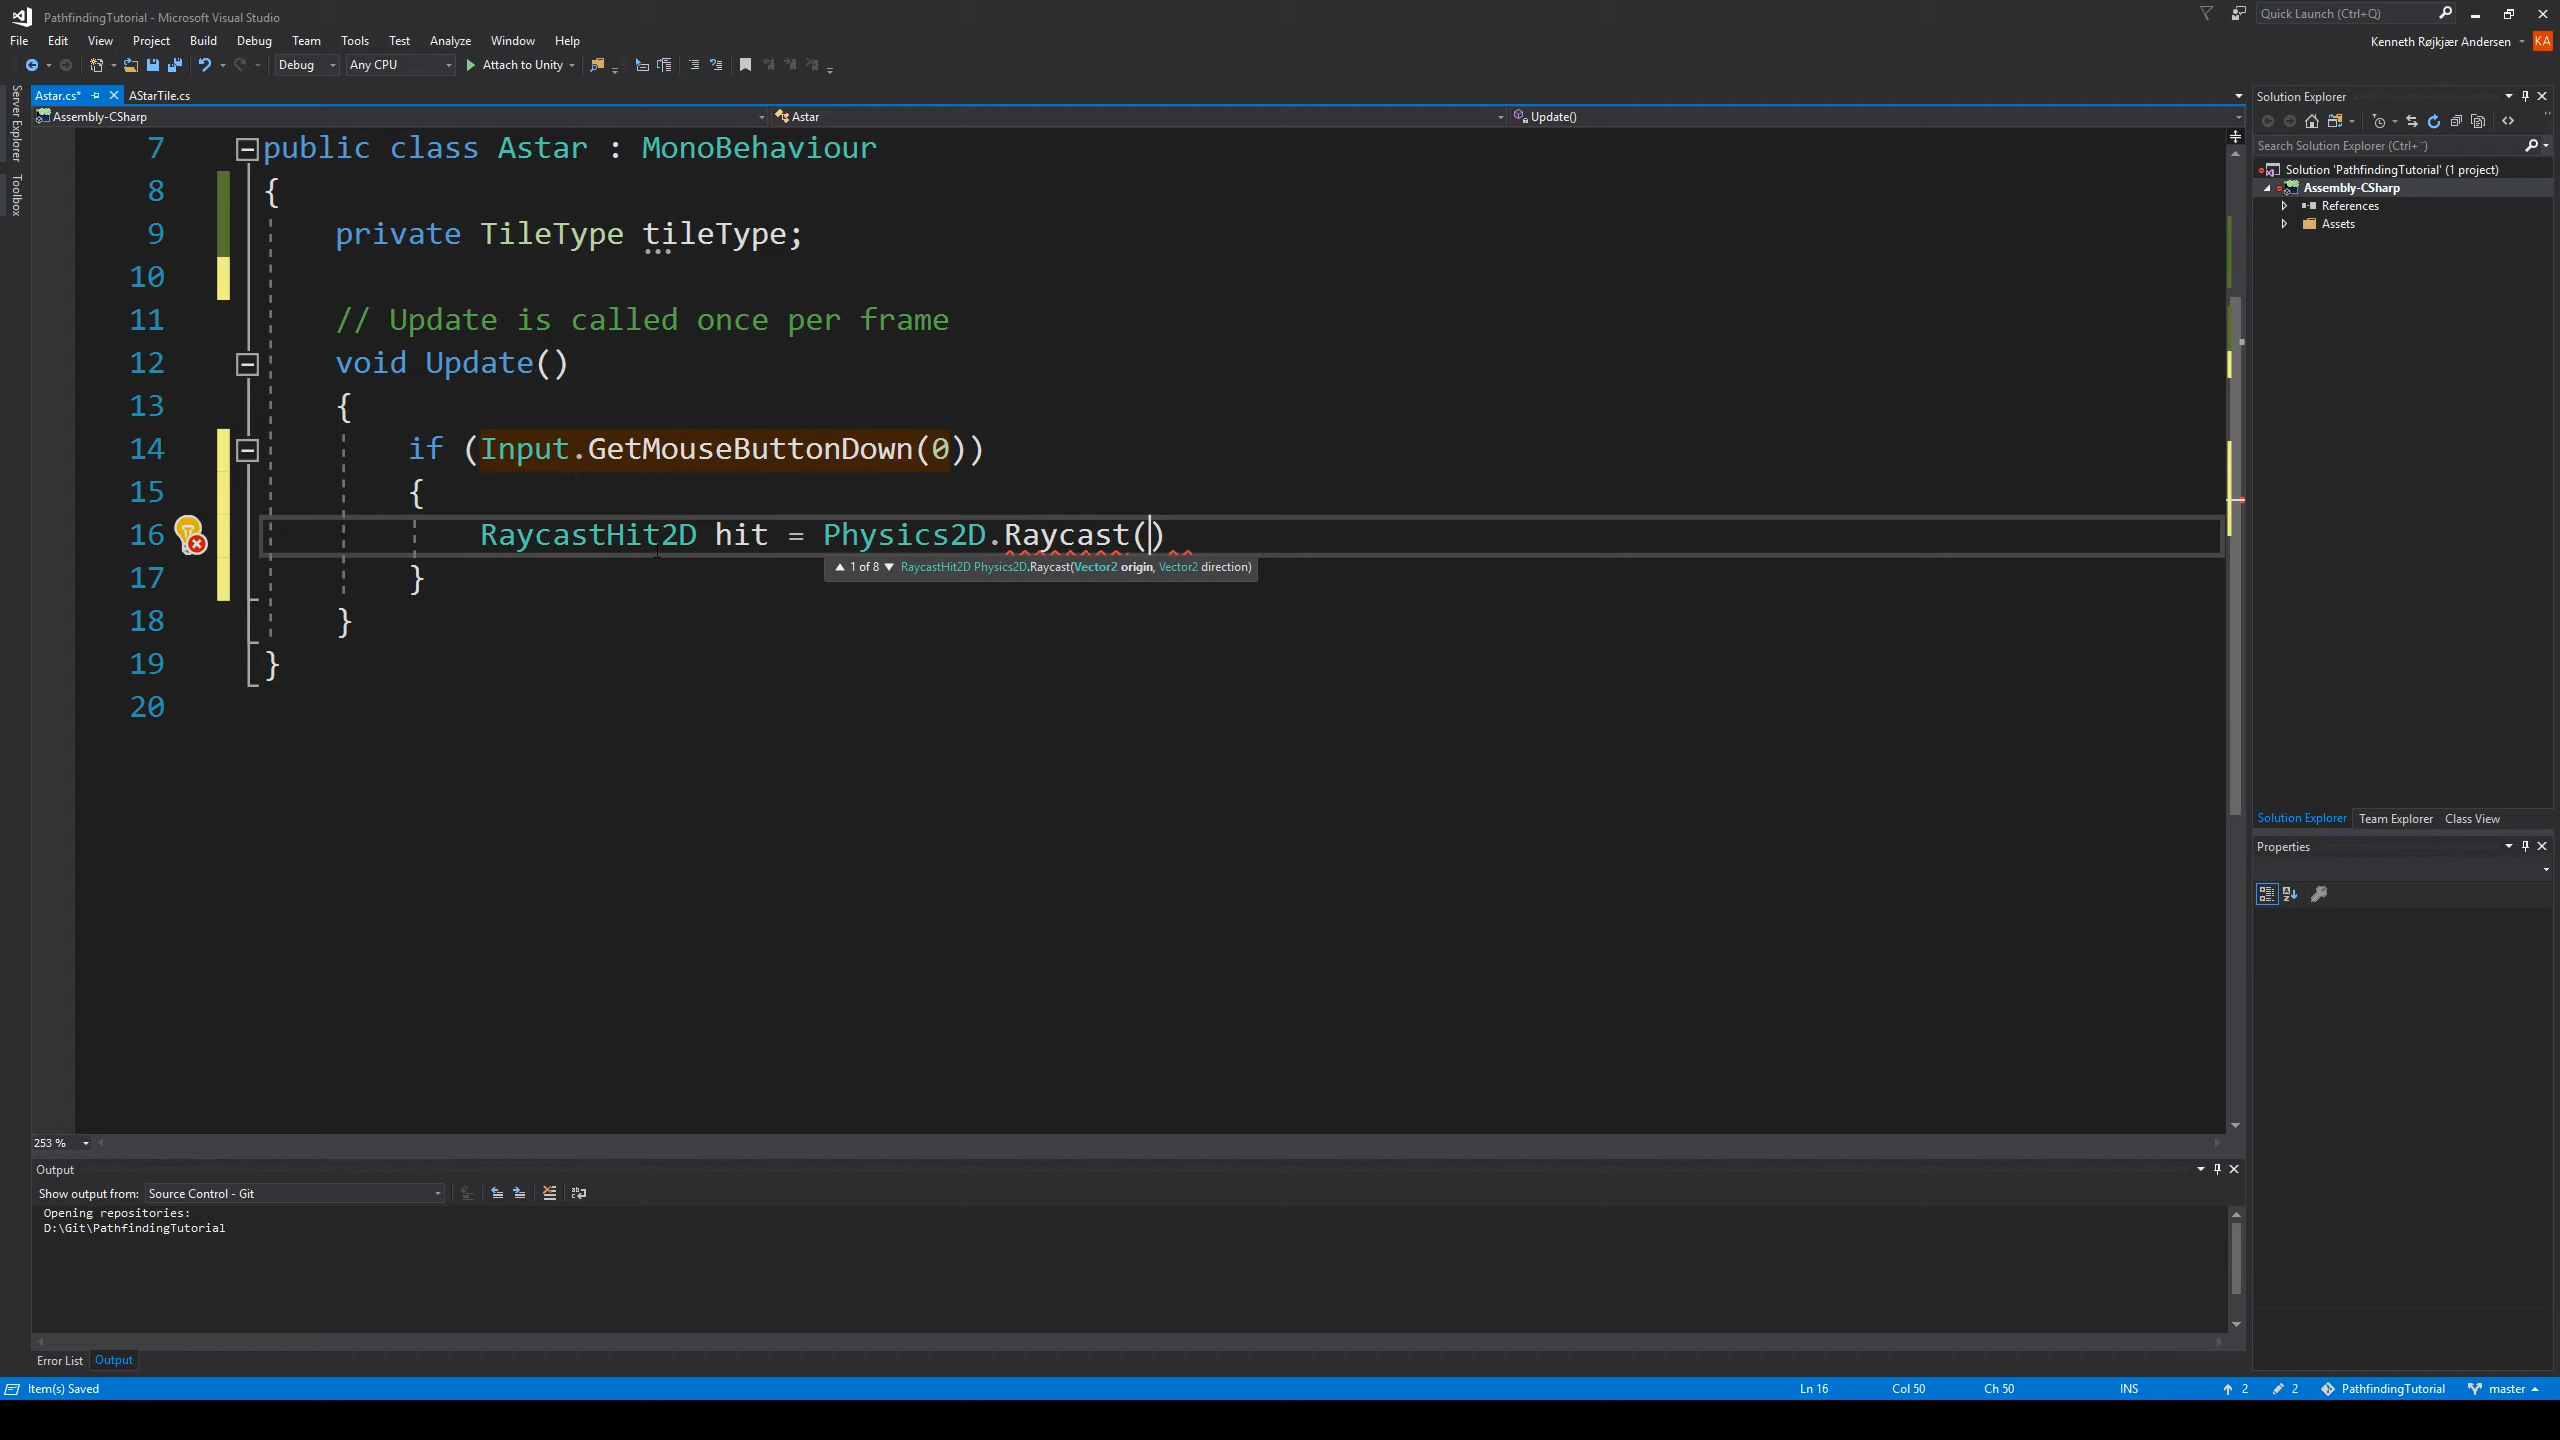 PathfindingTutorial - Microsoft Visual Studio
Quick Launch (Ctrl+Q)
File Edit View Project Build Debug Team Tools Test Analyze Window Help
Kenneth Røjkjær Andersen KA
Debug Any CPU Attach to Unity
Server Explorer
Toolbox
Astar.cs* AStarTile.cs
Assembly-CSharp Astar Update()
7 public class Astar : MonoBehaviour
8 {
9 private TileType tileType;
10
11 // Update is called once per frame
12 void Update()
13 {
14 if (Input.GetMouseButtonDown(0))
15 {
16 RaycastHit2D hit = Physics2D.Raycast()
1 of 8 RaycastHit2D Physics2D.Raycast(Vector2 origin, Vector2 direction)
17 }
18 }
19 }
20
253 %
Output
Show output from: Source Control - Git
Opening repositories:
D:\Git\PathfindingTutorial
Error List Output
Solution Explorer
Search Solution Explorer (Ctrl+¨)
Solution 'PathfindingTutorial' (1 project)
Assembly-CSharp
References
Assets
Solution Explorer Team Explorer Class View
Properties
Item(s) Saved Ln 16 Col 50 Ch 50 INS 2 2 PathfindingTutorial master